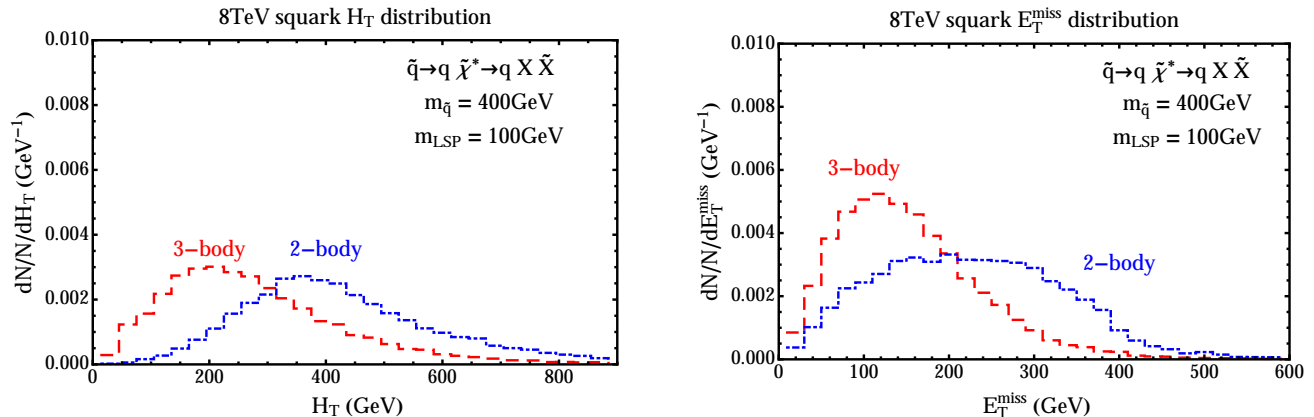 8TeV squark H_T distribution
0.010
0.008
0.006
0.004
0.002
0.000
dN/N/dH_T (GeV⁻¹)
q̃→q χ̃*→q X X̃
m_q̃ = 400GeV
m_LSP = 100GeV
3−body
2−body
0 200 400 600 800
H_T (GeV)
8TeV squark E_T^miss distribution
0.010
0.008
0.006
0.004
0.002
0.000
dN/N/dE_T^miss (GeV⁻¹)
q̃→q χ̃*→q X X̃
m_q̃ = 400GeV
m_LSP = 100GeV
3−body
2−body
0 100 200 300 400 500 600
E_T^miss (GeV)